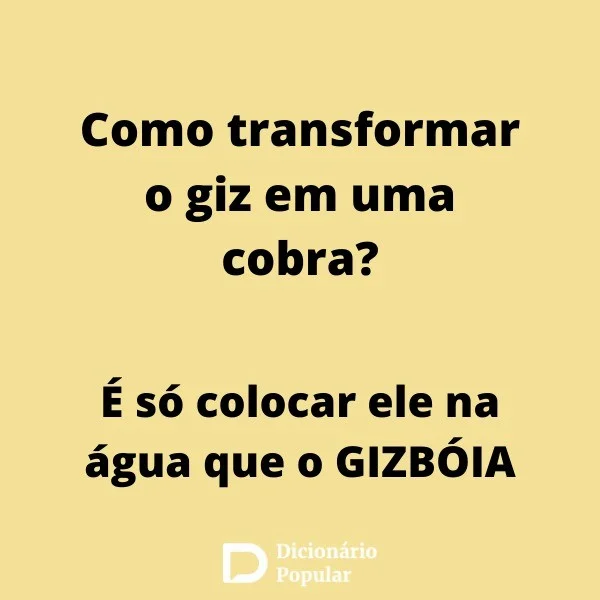 Como transformar
o giz em uma
cobra?
É só colocar ele na
água que o GIZBÓIA
Dicionário
Popular